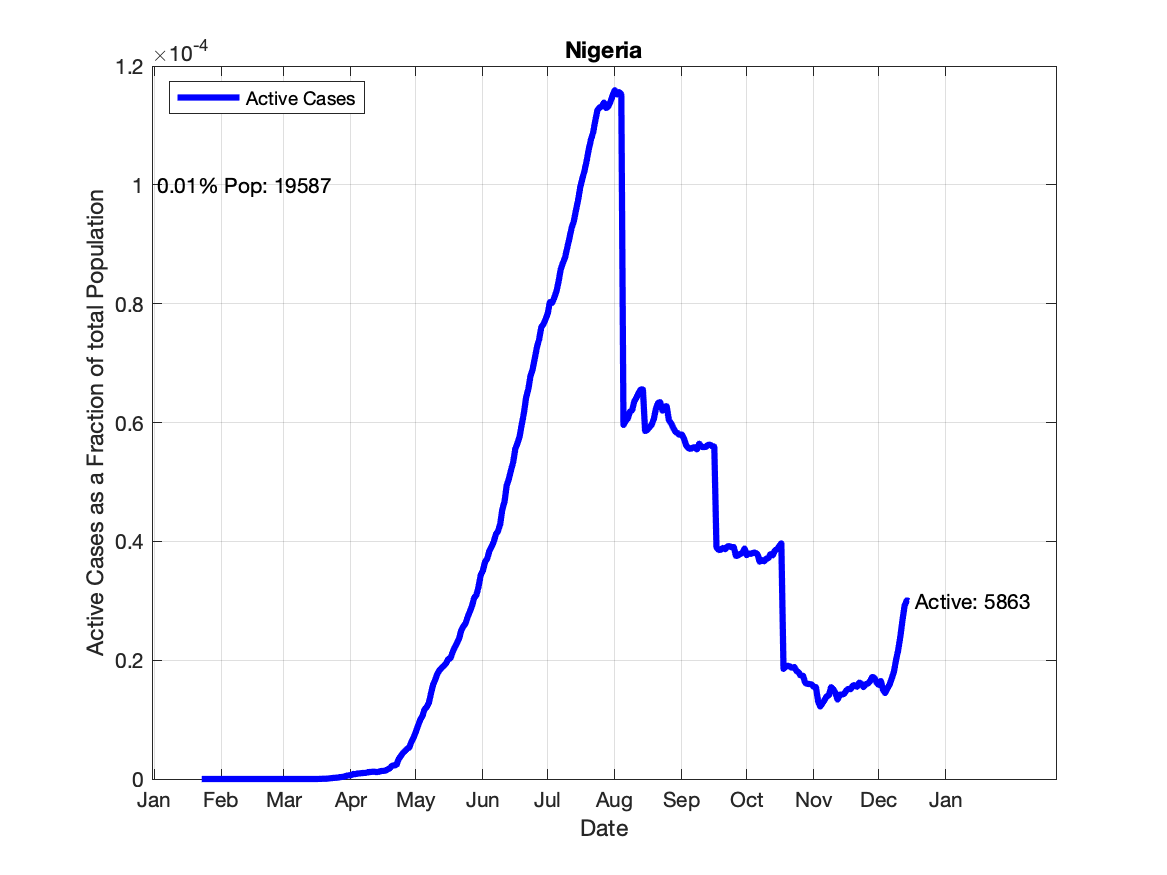 Nigeria
×10-4
1.2
1
0.8
0.6
0.4
0.2
0
Active Cases
0.01% Pop: 19587
Active: 5863
Active Cases as a Fraction of total Population
Jan Feb Mar Apr May Jun Jul Aug Sep Oct Nov Dec Jan
Date